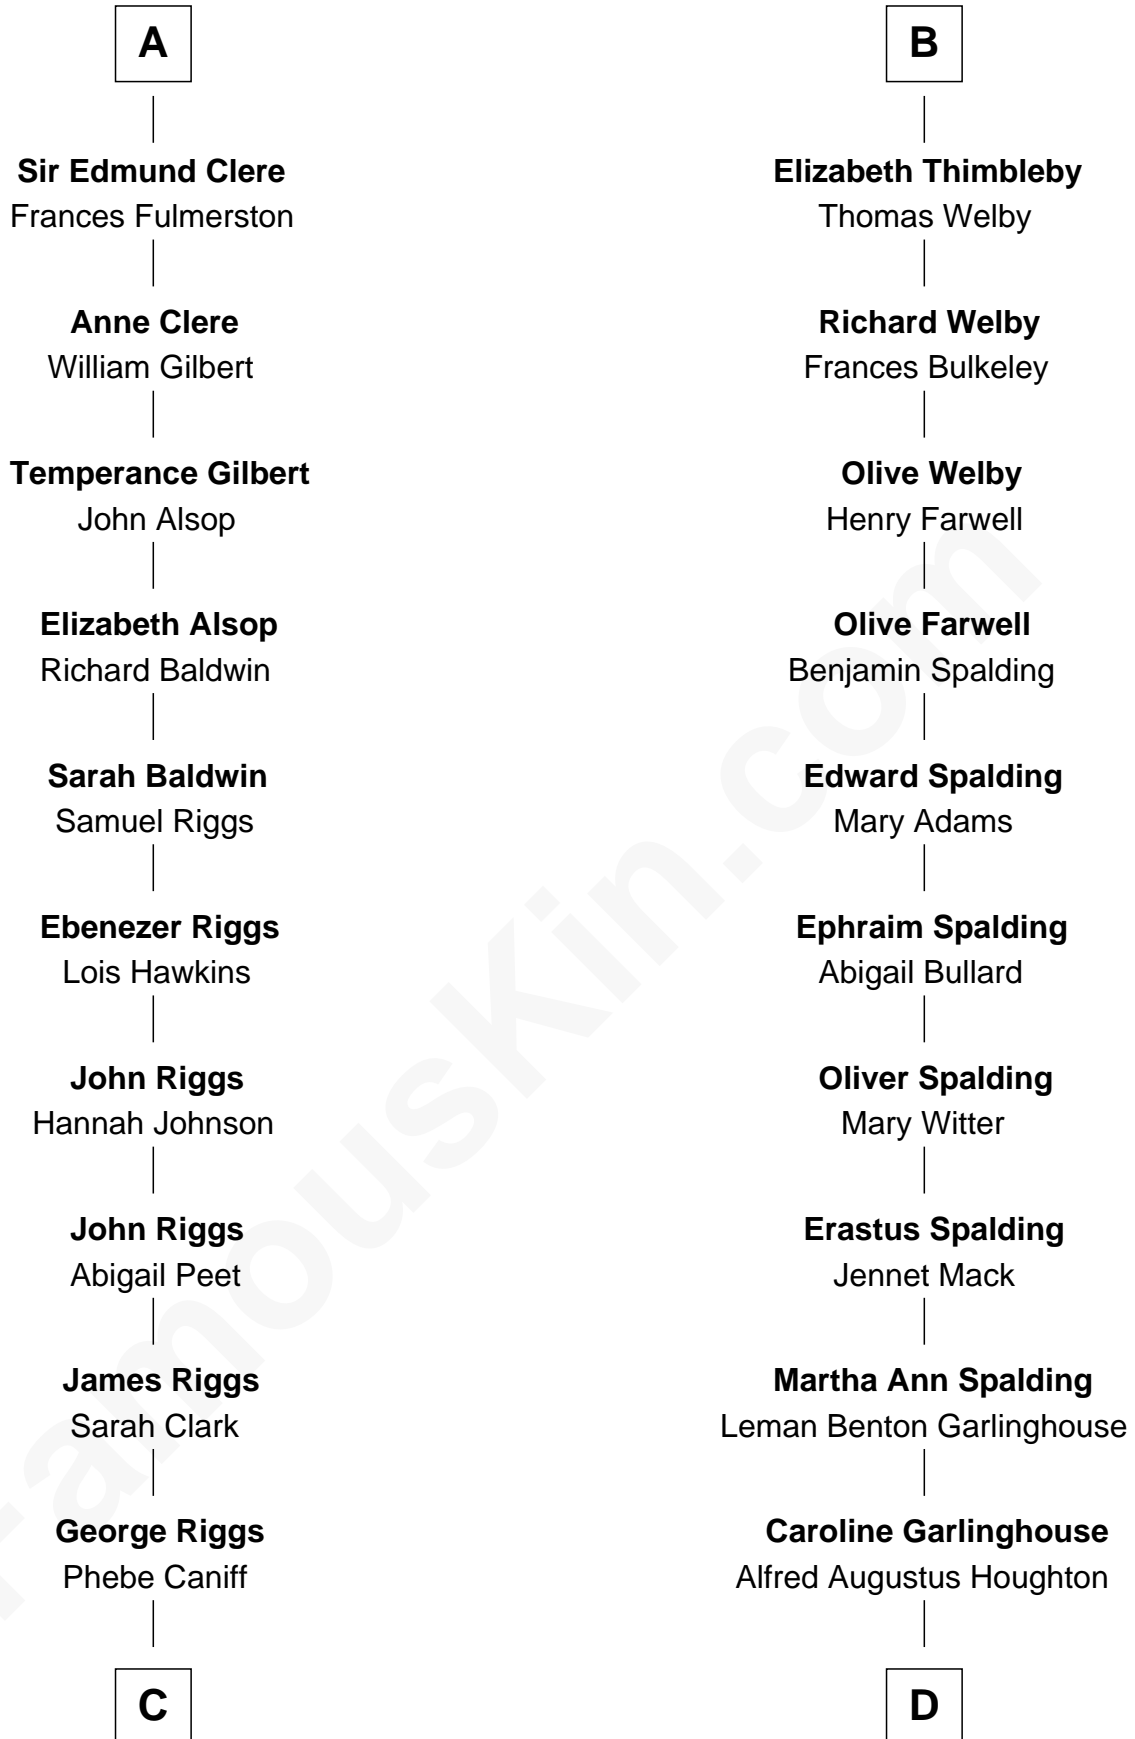 A
Sir Edmund Clere
Frances Fulmerston
Anne Clere
William Gilbert
Temperance Gilbert
John Alsop
Elizabeth Alsop
Richard Baldwin
Sarah Baldwin
Samuel Riggs
Ebenezer Riggs
Lois Hawkins
John Riggs
Hannah Johnson
John Riggs
Abigail Peet
James Riggs
Sarah Clark
George Riggs
Phebe Caniff
C
B
Elizabeth Thimbleby
Thomas Welby
Richard Welby
Frances Bulkeley
Olive Welby
Henry Farwell
Olive Farwell
Benjamin Spalding
Edward Spalding
Mary Adams
Ephraim Spalding
Abigail Bullard
Oliver Spalding
Mary Witter
Erastus Spalding
Jennet Mack
Martha Ann Spalding
Leman Benton Garlinghouse
Caroline Garlinghouse
Alfred Augustus Houghton
D
FamousKin.com